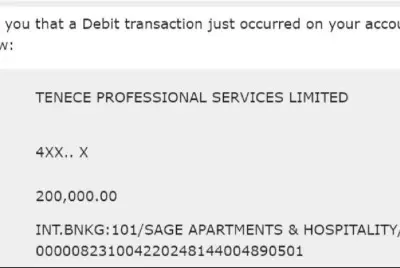 you that a Debit transaction just occurred on your accou
w:
TENECE PROFESSIONAL SERVICES LIMITED
4XX.. X
200,000.00
INT.BNKG:101/SAGE APARTMENTS & HOSPITALITY/
000008231004220248144004890501